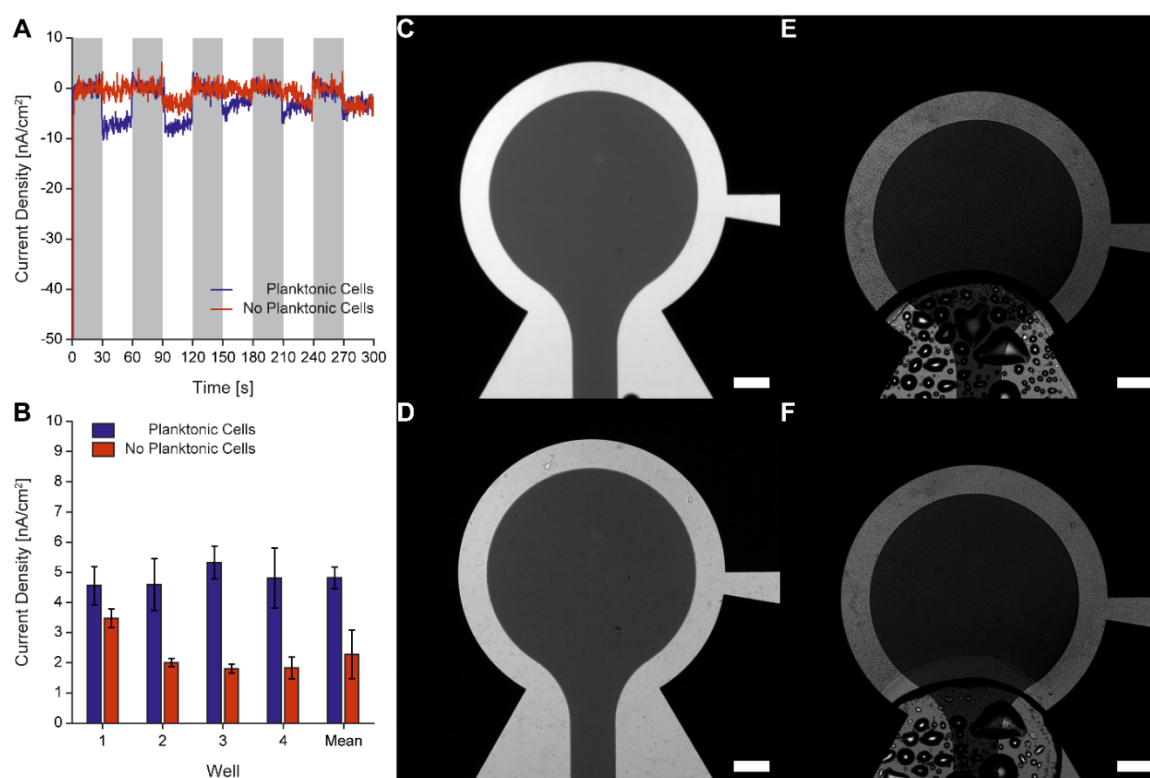 A
Current Density [nA/cm²]
10
0
-10
-20
-30
-40
-50
Planktonic Cells
No Planktonic Cells
0 30 60 90 120 150 180 210 240 270 300
Time [s]
B
Current Density [nA/cm²]
10
9
8
7
6
5
4
3
2
1
0
Planktonic Cells
No Planktonic Cells
1 2 3 4 Mean
Well
C
D
E
F